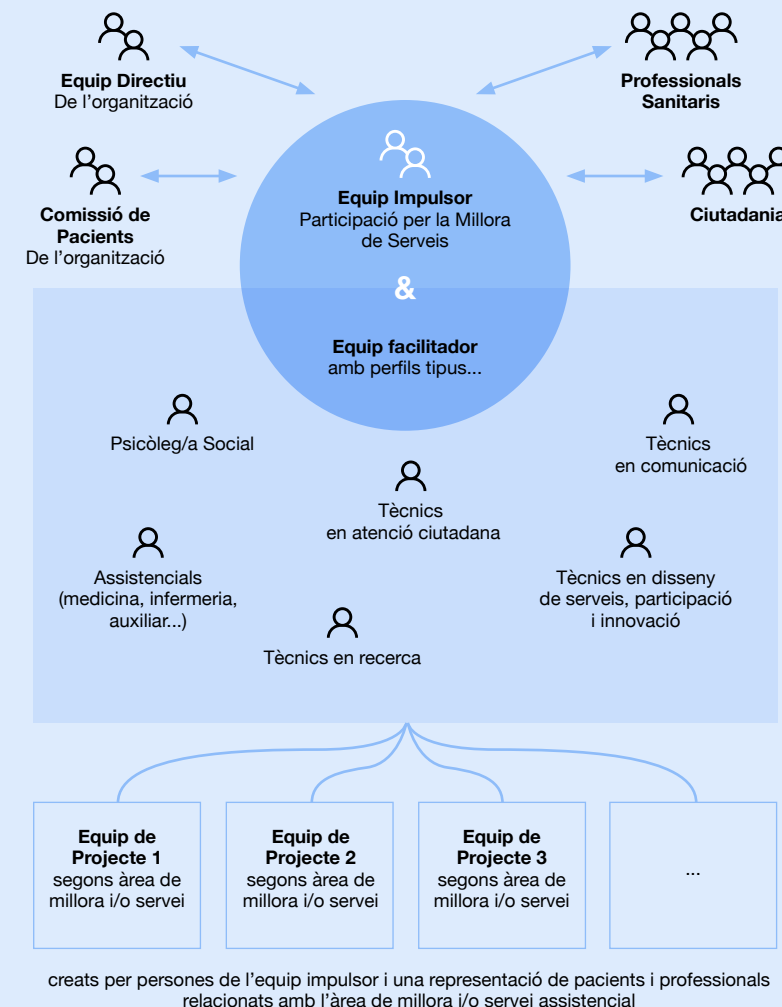 Equip Directiu
De l’organització
Professionals
Sanitaris
Comissió de
Pacients
De l’organització
Equip Impulsor
Participació per la Millora
de Serveis
Ciutadania
&
Equip facilitador
amb perfils tipus...
Psicòleg/a Social
Tècnics
en comunicació
Tècnics
en atenció ciutadana
Assistencials
(medicina, infermeria,
auxiliar...)
Tècnics en disseny
de serveis, participació
i innovació
Tècnics en recerca
Equip de
Projecte 1
segons àrea de
millora i/o servei
Equip de
Projecte 2
segons àrea de
millora i/o servei
Equip de
Projecte 3
segons àrea de
millora i/o servei
...
creats per persones de l’equip impulsor i una representació de pacients i professionals
relacionats amb l’àrea de millora i/o servei assistencial